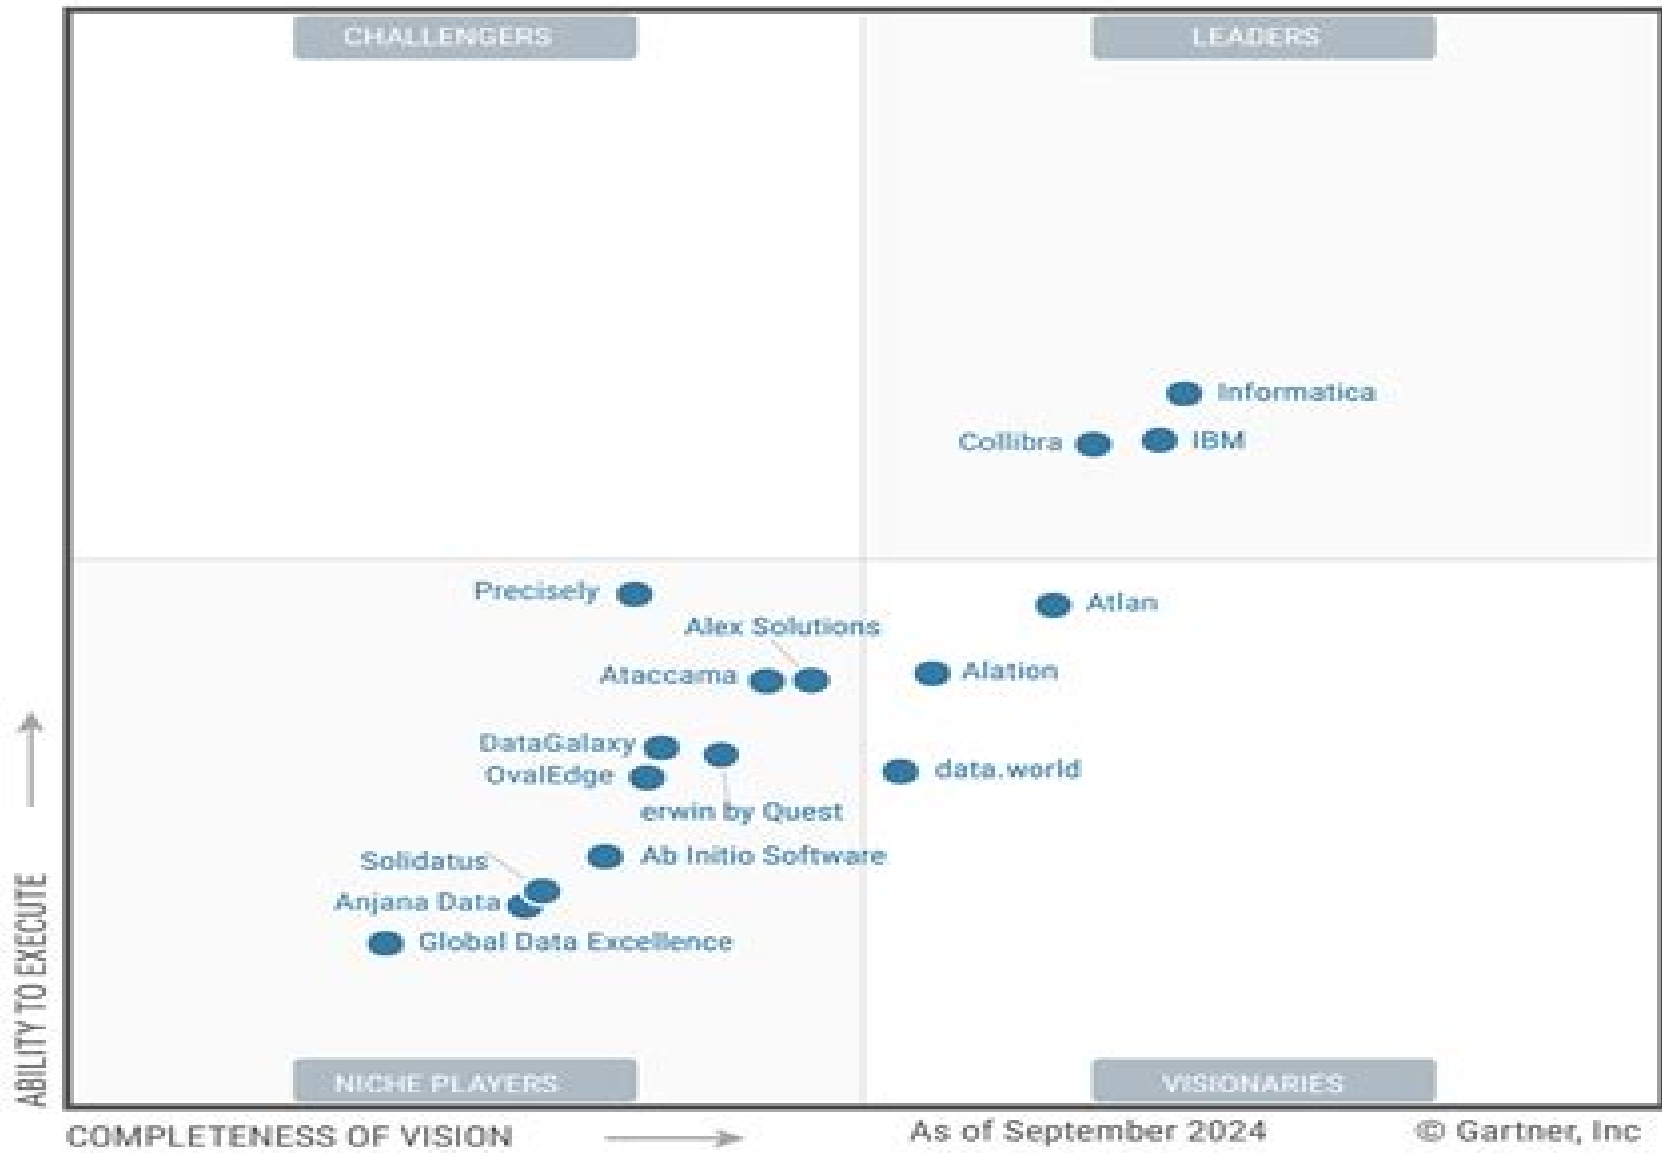 CHALLENGERS
LEADERS
Informatica
Collibra
IBM
Precisely
Atlan
Alex Solutions
Ataccama
Alation
DataGalaxy
OvalEdge
data.world
erwin by Quest
Solidatus
Ab Initio Software
Anjana Data
Global Data Excellence
ABILITY TO EXECUTE
NICHE PLAYERS
VISIONARIES
COMPLETENESS OF VISION
As of September 2024
© Gartner, Inc